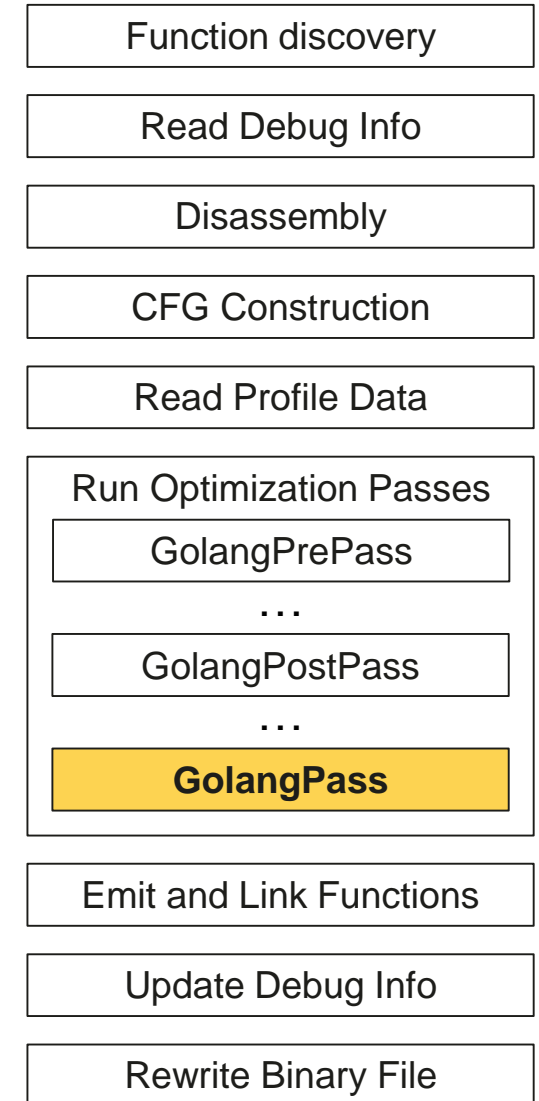 Function discovery
Read Debug Info
Disassembly
CFG Construction
Read Profile Data
Run Optimization Passes
GolangPrePass
...
GolangPostPass
...
GolangPass
Emit and Link Functions
Update Debug Info
Rewrite Binary File